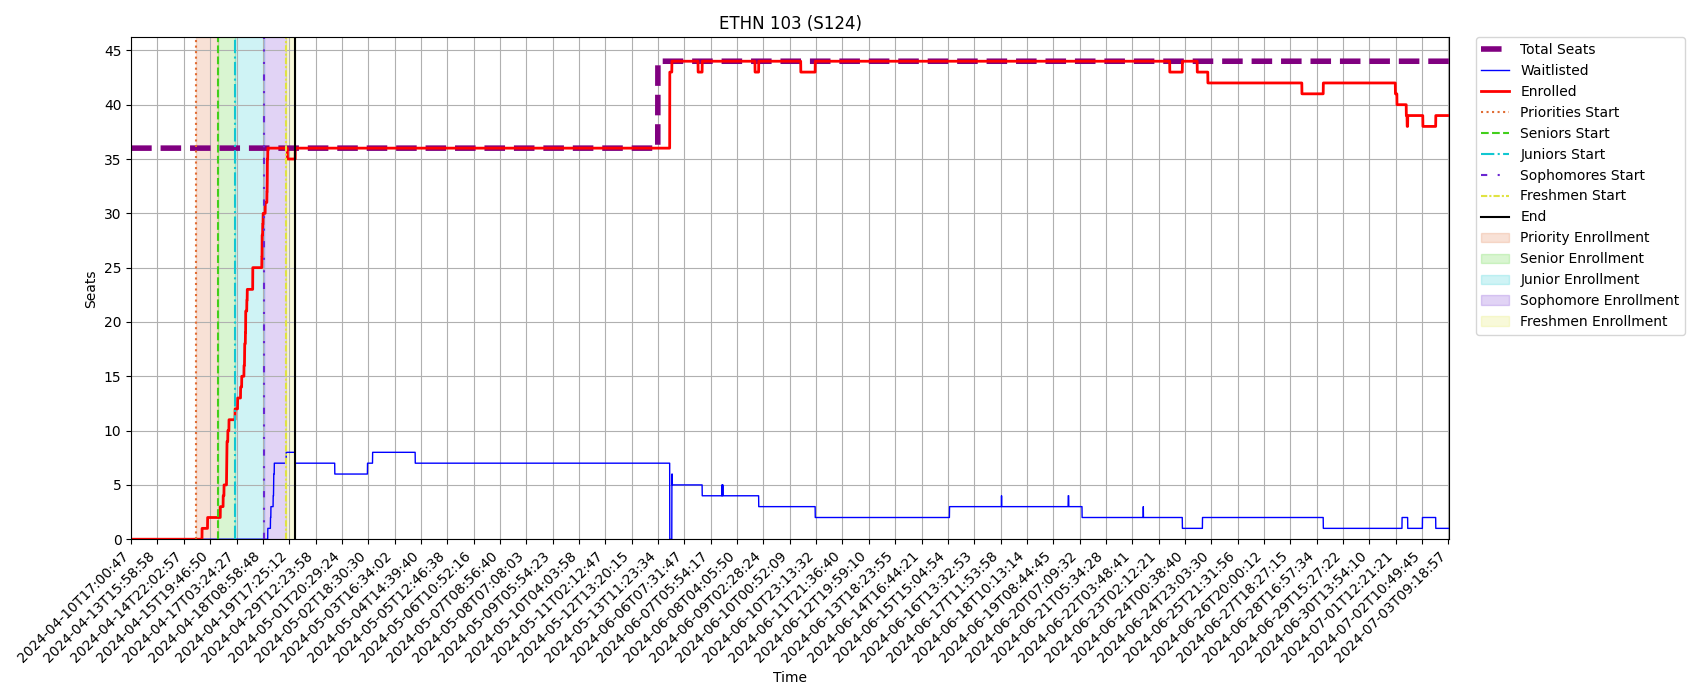 ETHN 103 (S124)
Seats
45
40
35
30
25
20
15
10
5
0
2024-04-10T17:00:47
2024-04-13T15:58:58
2024-04-14T22:02:57
2024-04-15T19:46:50
2024-04-17T03:24:27
2024-04-18T08:58:48
2024-04-19T17:25:12
2024-04-29T12:23:58
2024-05-01T20:29:24
2024-05-02T18:30:30
2024-05-03T16:34:02
2024-05-04T14:39:40
2024-05-05T12:46:38
2024-05-06T10:52:16
2024-05-07T08:56:40
2024-05-08T07:08:03
2024-05-09T05:54:23
2024-05-10T04:03:58
2024-05-11T02:12:47
2024-05-12T13:20:15
2024-05-13T11:23:34
2024-06-06T07:31:47
2024-06-07T05:54:17
2024-06-08T04:05:50
2024-06-09T02:28:24
2024-06-10T00:52:09
2024-06-10T23:13:32
2024-06-11T21:36:40
2024-06-12T19:59:10
2024-06-13T18:23:55
2024-06-14T16:44:21
2024-06-15T15:04:54
2024-06-16T13:32:53
2024-06-17T11:53:58
2024-06-18T10:13:14
2024-06-19T08:44:45
2024-06-20T07:09:32
2024-06-21T05:34:28
2024-06-22T03:48:41
2024-06-23T02:12:21
2024-06-24T00:38:40
2024-06-24T23:03:30
2024-06-25T21:31:56
2024-06-26T20:00:12
2024-06-27T18:27:15
2024-06-28T16:57:34
2024-06-29T15:27:22
2024-06-30T13:54:10
2024-07-01T12:21:21
2024-07-02T10:49:45
2024-07-03T09:18:57
Time
Total Seats
Waitlisted
Enrolled
Priorities Start
Seniors Start
Juniors Start
Sophomores Start
Freshmen Start
End
Priority Enrollment
Senior Enrollment
Junior Enrollment
Sophomore Enrollment
Freshmen Enrollment